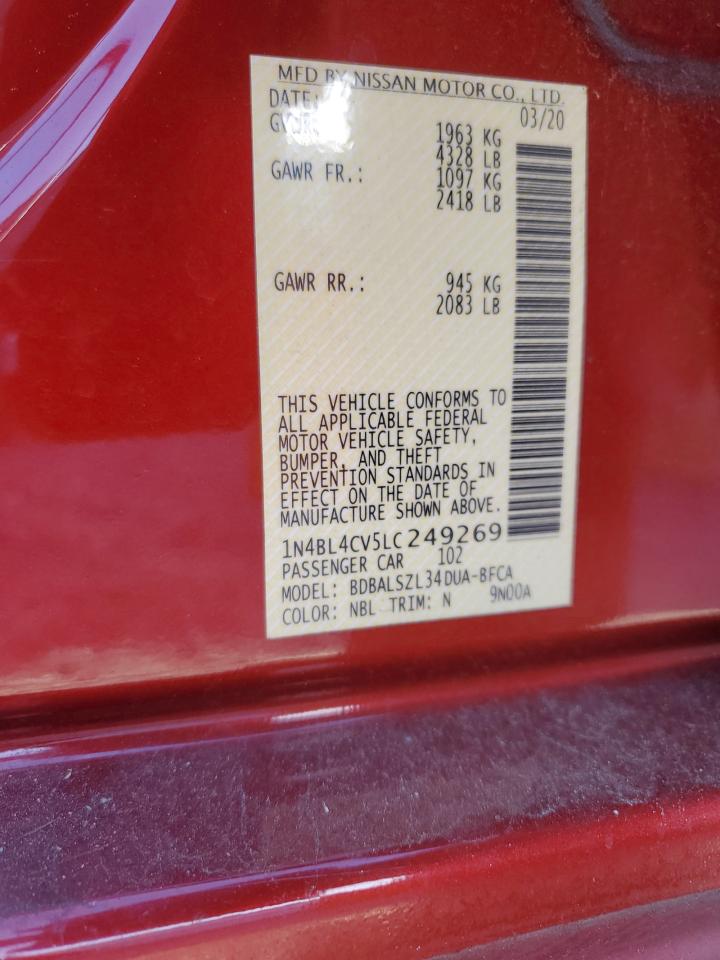 MFD BY NISSAN MOTOR CO., LTD.
DATE: 03/20
1963 KG
4328 LB
GAWR FR.: 1097 KG
2418 LB
GAWR RR.: 945 KG
2083 LB
THIS VEHICLE CONFORMS TO
ALL APPLICABLE FEDERAL
MOTOR VEHICLE SAFETY,
BUMPER, AND THEFT
PREVENTION STANDARDS IN
EFFECT ON THE DATE OF
MANUFACTURE SHOWN ABOVE.
1N4BL4CV5LC249269
PASSENGER CAR 102
MODEL: BDBALSZL34DUA-BFCA
COLOR: NBL TRIM: N 9N00A